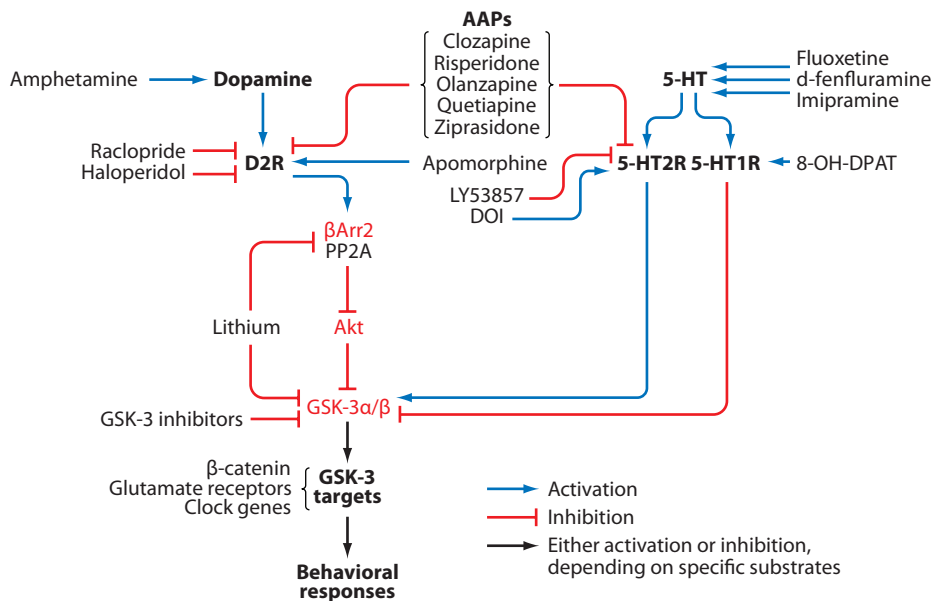 AAPs
Clozapine
Risperidone
Olanzapine
Quetiapine
Ziprasidone
Amphetamine
Dopamine
5-HT
Fluoxetine
d-fenfluramine
Imipramine
Raclopride
Haloperidol
D2R
Apomorphine
5-HT2R
5-HT1R
8-OH-DPAT
LY53857
DOI
βArr2
PP2A
Lithium
Akt
GSK-3α/β
GSK-3 inhibitors
β-catenin
Glutamate receptors
Clock genes
GSK-3
targets
Behavioral
responses
Activation
Inhibition
Either activation or inhibition,
depending on specific substrates